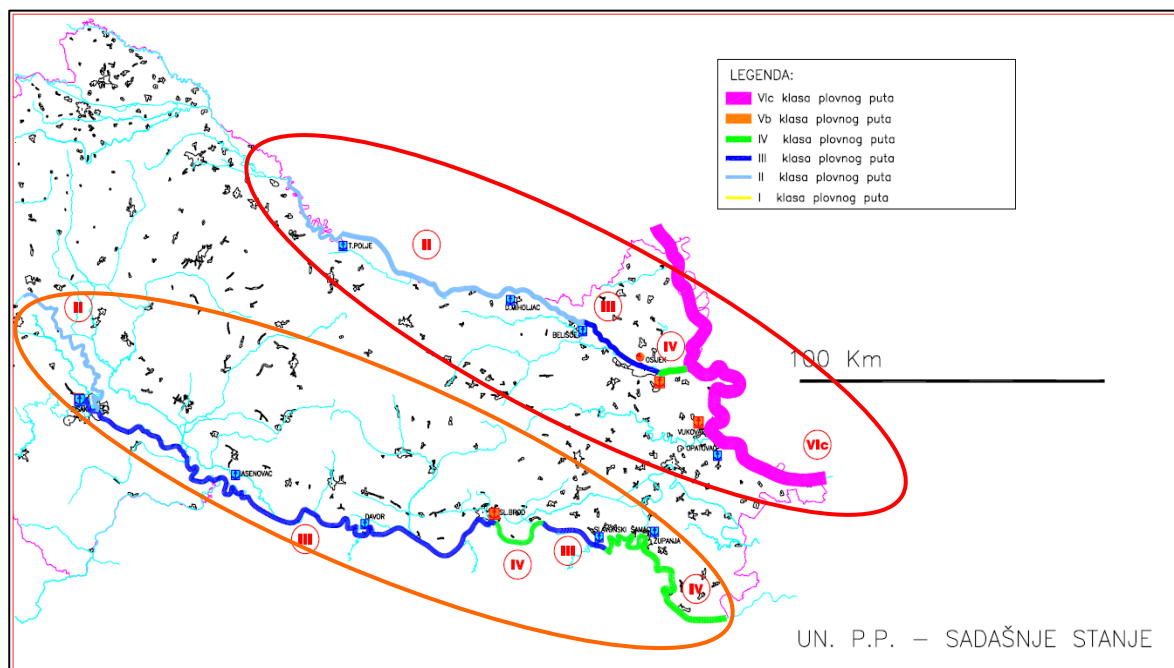 LEGENDA:
VIc klasa plovnog puta
Vb klasa plovnog puta
IV klasa plovnog puta
III klasa plovnog puta
II klasa plovnog puta
I klasa plovnog puta
II
T.POLJE
D.MIHOLJAC
III
BELIŠĆE
IV
OSIJEK
100 Km
II
VUKOVAR
OPATOVAC
VIc
JASENOVAC
DAVOR
SL.BROD
SLAVONSKI ŠAMAC
ŽUPANJA
III
IV
III
IV
UN. P.P. – SADAŠNJE STANJE